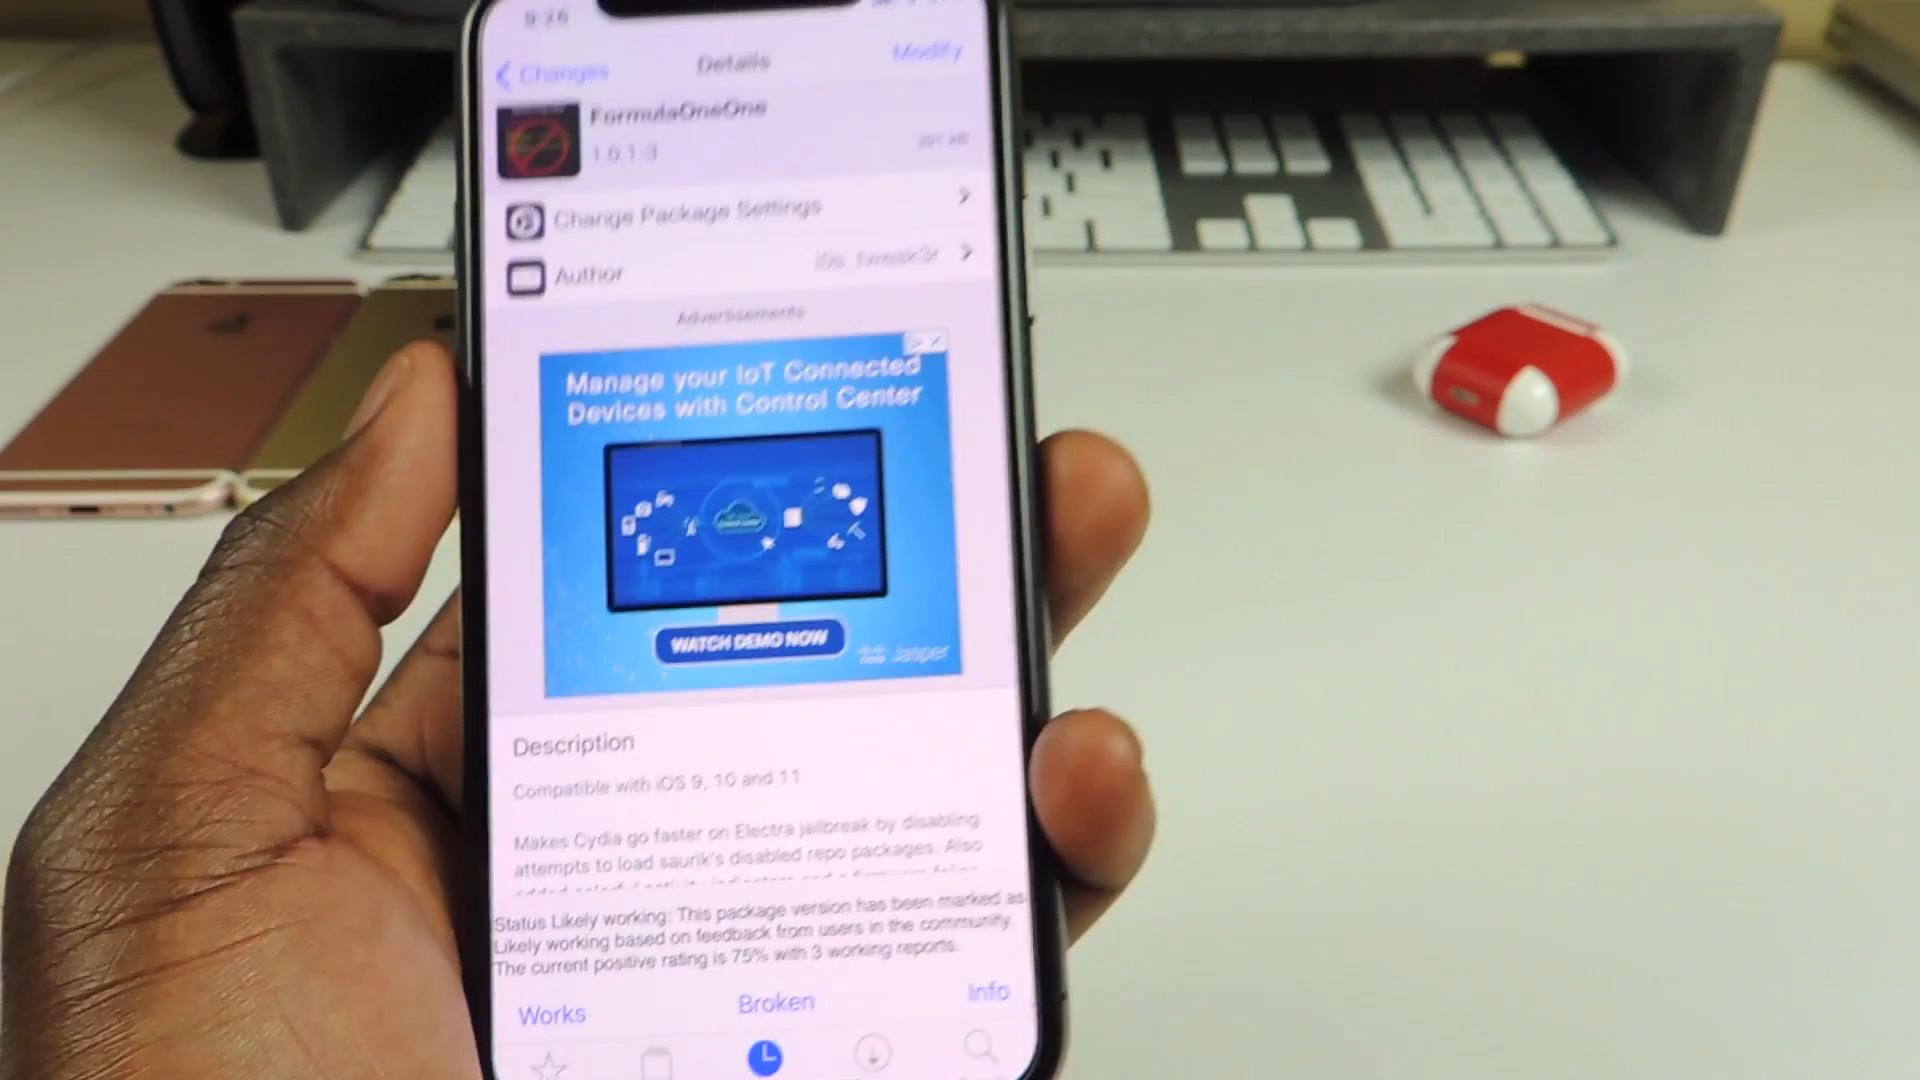 9:26
Changes
Details
Modify
FormulaOneOne
1.0.1-3
Change Package Settings
Author
i0s_tweak3r
Advertisements
Manage your IoT Connected
Devices with Control Center
WATCH DEMO NOW
Jasper
Description
Compatible with iOS 9, 10 and 11
Makes Cydia go faster on Electra jailbreak by disabling
attempts to load saurik's disabled repo packages. Also
Status Likely working: This package version has been marked as
Likely working based on feedback from users in the community.
The current positive rating is 75% with 3 working reports.
Works
Broken
Info